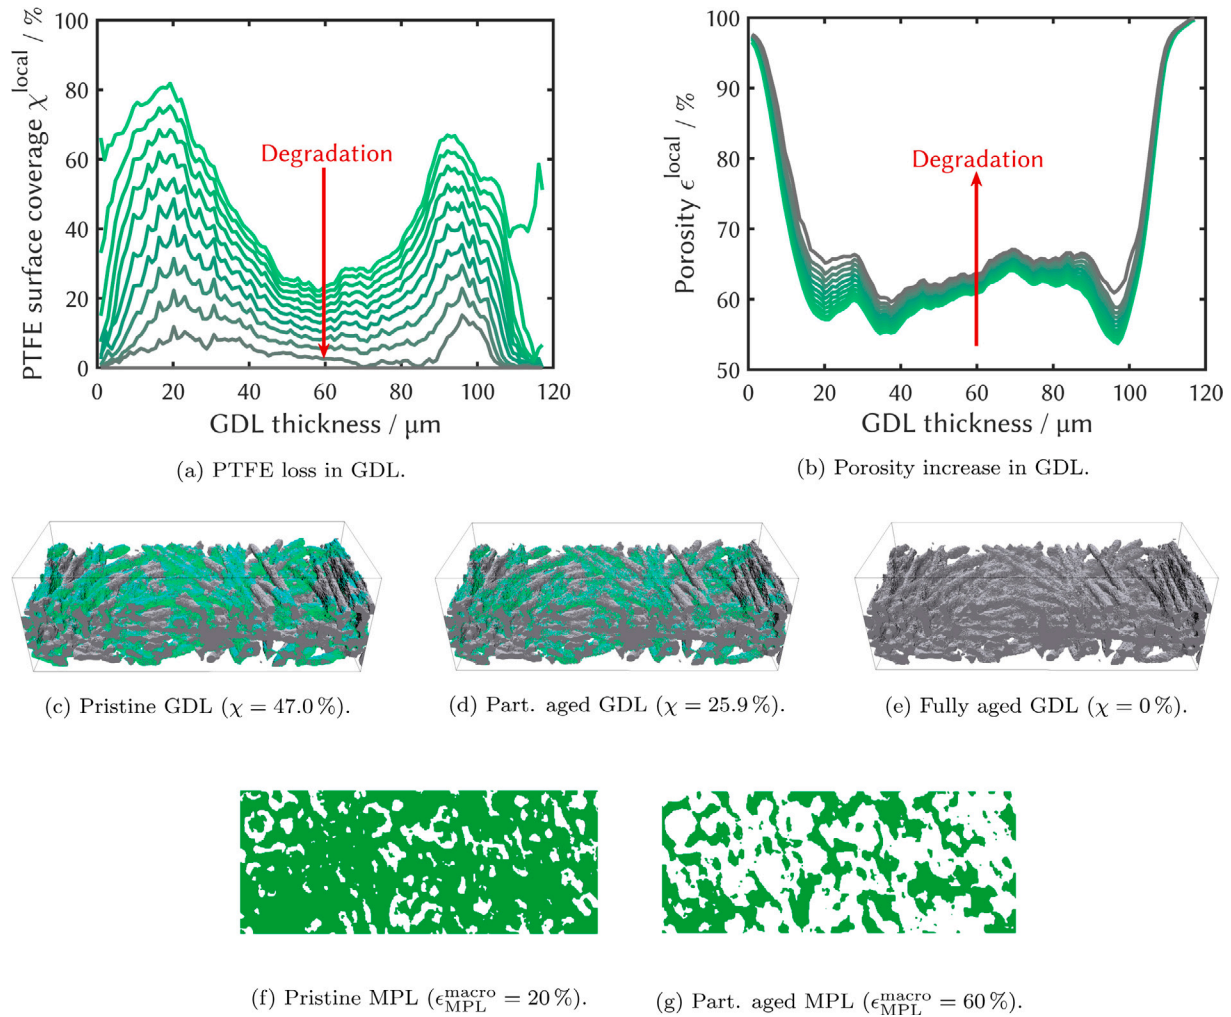 PTFE surface coverage χ^local / %
100
80
60
40
20
0
Degradation
0 20 40 60 80 100 120
GDL thickness / μm
(a) PTFE loss in GDL.
Porosity ϵ^local / %
100
90
80
70
60
50
Degradation
0 20 40 60 80 100 120
GDL thickness / μm
(b) Porosity increase in GDL.
(c) Pristine GDL (χ = 47.0 %).
(d) Part. aged GDL (χ = 25.9 %).
(e) Fully aged GDL (χ = 0 %).
(f) Pristine MPL (ϵ^macro_MPL = 20 %).
(g) Part. aged MPL (ϵ^macro_MPL = 60 %).